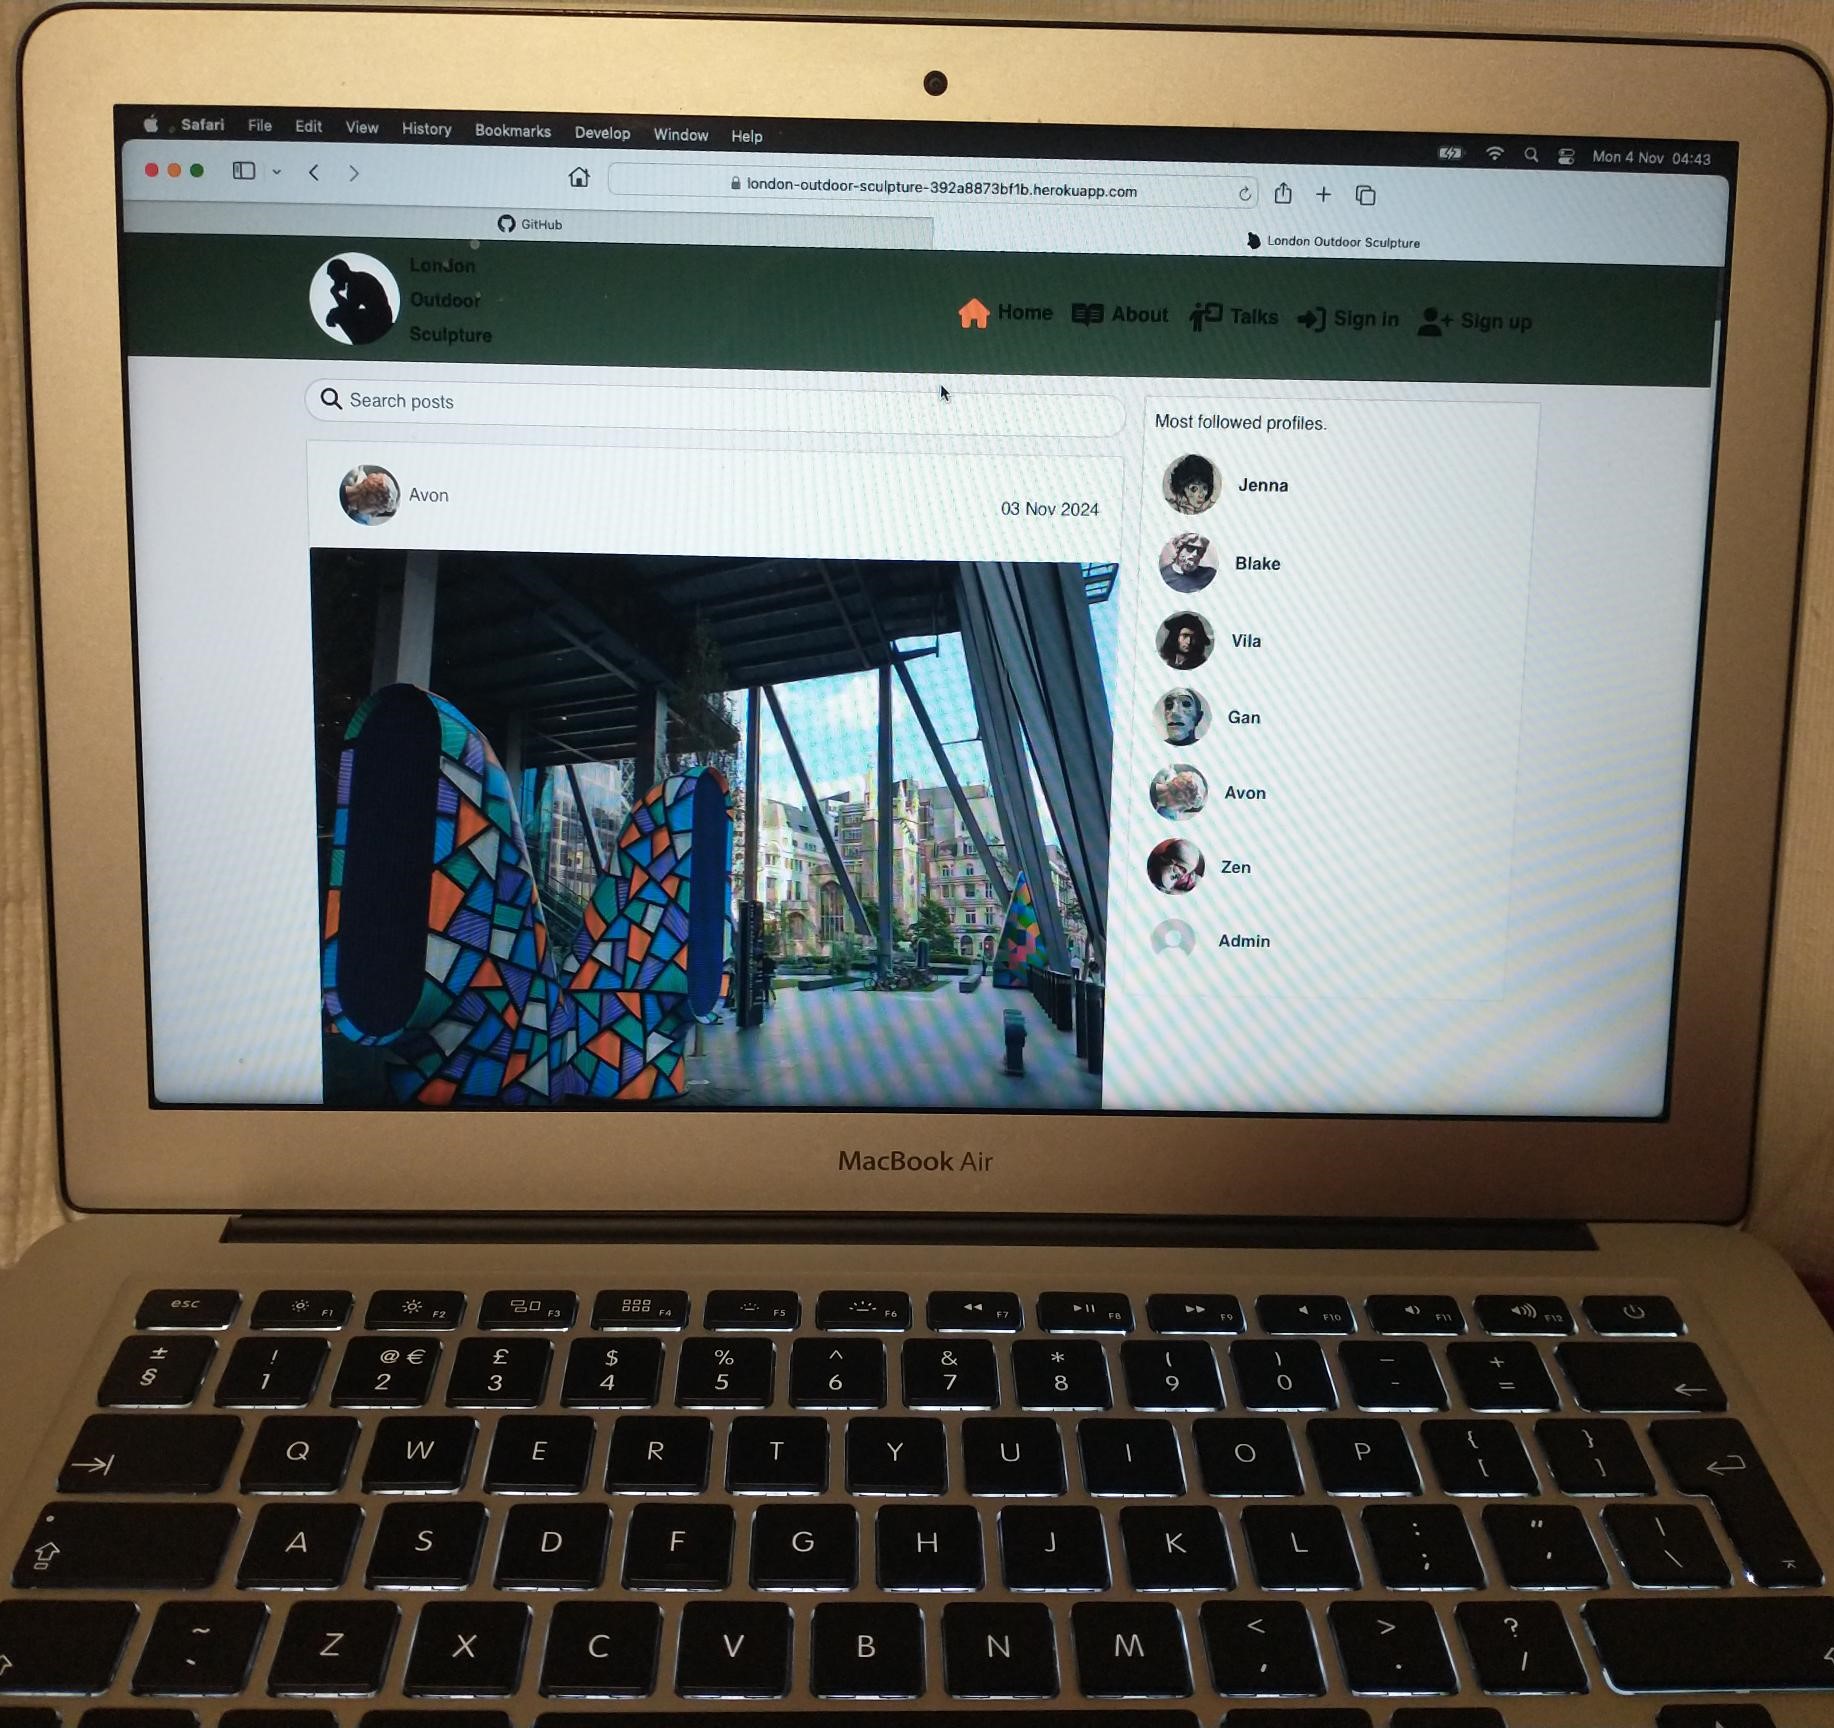 Safari File Edit View History Bookmarks Develop Window Help Mon 4 Nov 04:43
london-outdoor-sculpture-392a8873bf1b.herokuapp.com
GitHub London Outdoor Sculpture
London
Outdoor
Sculpture
Home About Talks Sign in Sign up
Search posts
Avon
03 Nov 2024
Most followed profiles.
Jenna
Blake
Vila
Gan
Avon
Zen
Admin
MacBook Air
esc F1 F2 F3 F4 F5 F6 F7 F8 F9 F10 F11 F12
± ! @ € £ $ % ^ & * ( ) — +
§ 1 2 3 4 5 6 7 8 9 0 - =
Q W E R T Y U I O P { }
[ ]
A S D F G H J K L : " |
; ' \
~ Z X C V B N M < > ?
` , . /